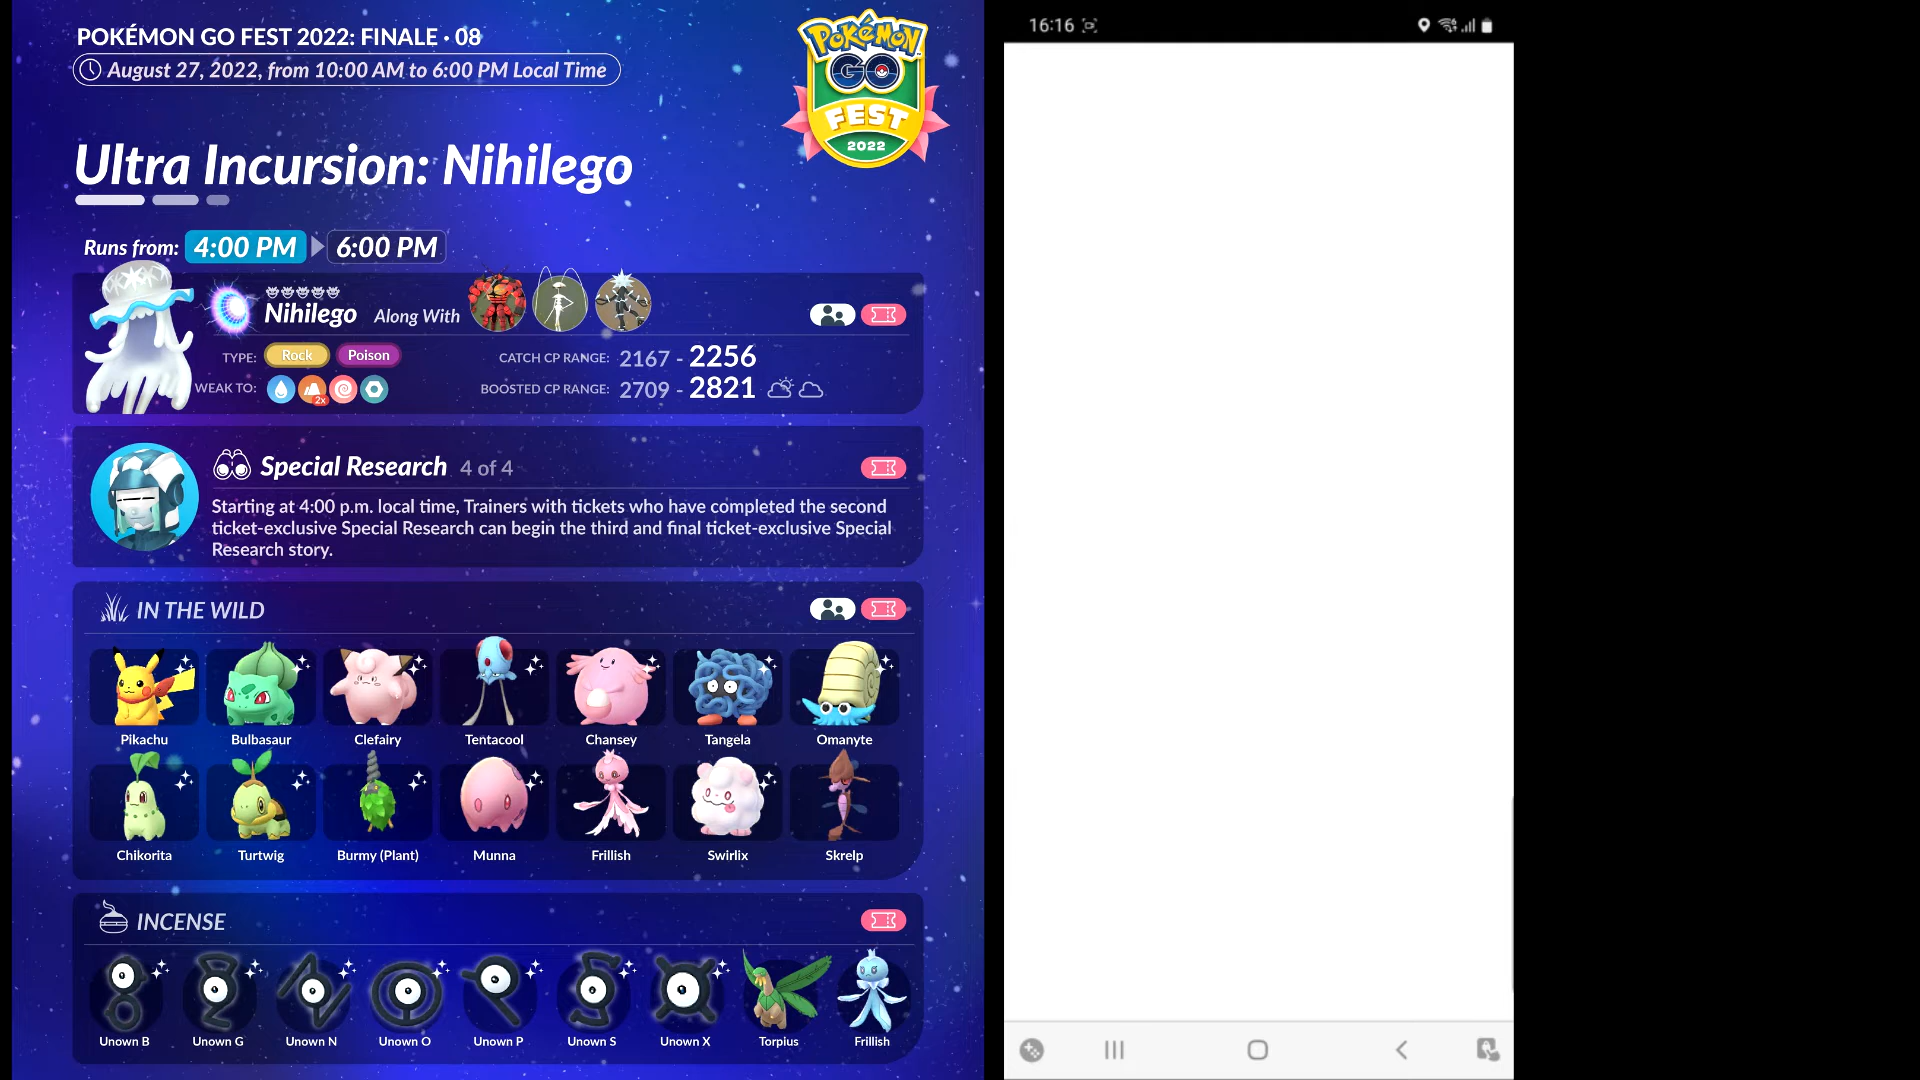 POKÉMON GO FEST 2022: FINALE · 08
August 27, 2022, from 10:00 AM to 6:00 PM Local Time
POKÉMON
GO
FEST
2022
Ultra Incursion: Nihilego
Runs from: 4:00 PM 6:00 PM
Nihilego Along With
TYPE: Rock Poison
CATCH CP RANGE: 2167 - 2256
WEAK TO: 2x
BOOSTED CP RANGE: 2709 - 2821
Special Research 4 of 4
Starting at 4:00 p.m. local time, Trainers with tickets who have completed the second
ticket-exclusive Special Research can begin the third and final ticket-exclusive Special
Research story.
IN THE WILD
Pikachu Bulbasaur Clefairy Tentacool Chansey Tangela Omanyte
Chikorita Turtwig Burmy (Plant) Munna Frillish Swirlix Skrelp
INCENSE
Unown B Unown G Unown N Unown O Unown P Unown S Unown X Torpius Frillish
16:16